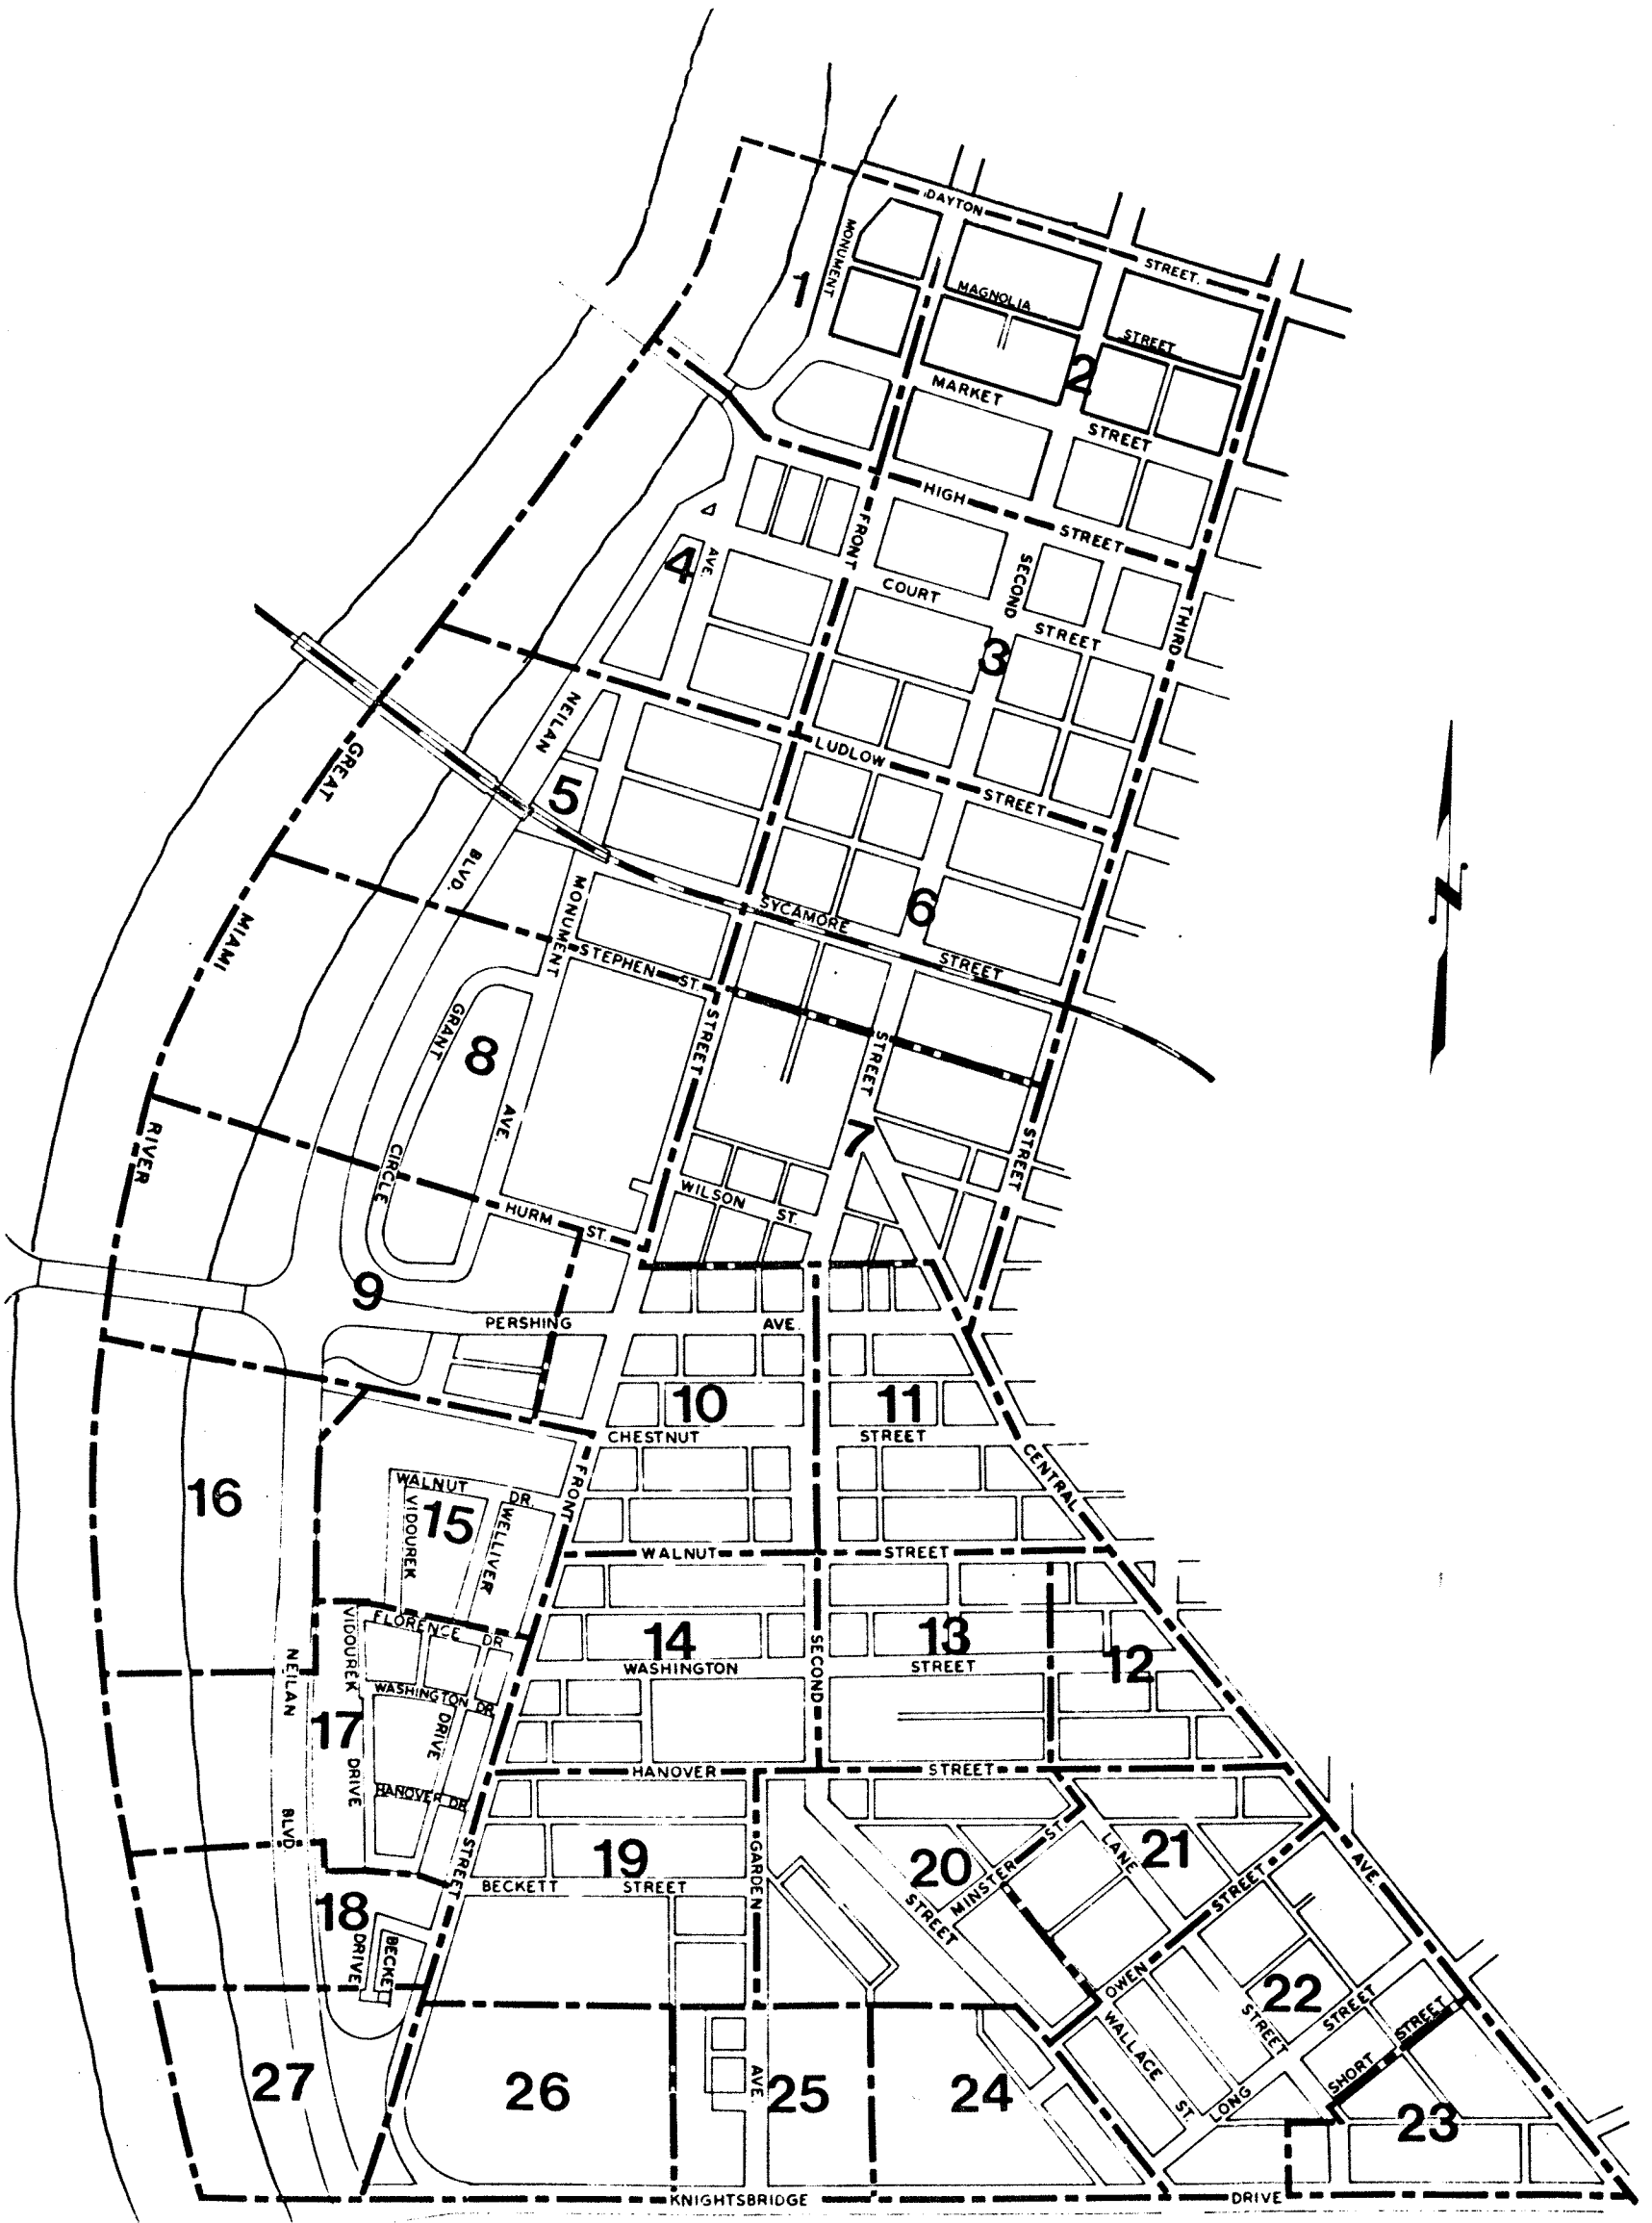 DAYTON
STREET.
MONUMENT
1
MAGNOLIA
STREET
2
MARKET
STREET
HIGH
STREET
FRONT
4
AVE.
COURT
SECOND
STREET
THIRD
3
NEILAN
LUDLOW
STREET
GREAT
5
BLVD.
MONUMENT
SYCAMORE
6
STREET
MIAMI
STEPHEN ST.
N
GRANT
8
STREET
STREET
AVE.
RIVER
CIRCLE
7
STREET
WILSON ST.
HURM ST.
9
PERSHING AVE.
10
11
CHESTNUT STREET
CENTRAL
16
WALNUT DR.
FRONT
VIDOUREK
15
WELLIVER
WALNUT STREET
FLORENCE DR
VIDOUREK
14
13
SECOND
12
WASHINGTON STREET
NEILAN
WASHINGTON DR.
17
DRIVE
DRIVE
HANOVER STREET
HANOVER DR
BLVD.
STREET
19
GARDEN
20
MINSTER ST.
LANE
21
AVE.
BECKETT STREET
STREET
STREET
18
DRIVE
BECKE
OWEN
22
STREET
STREET
WALLACE ST.
SHORT STREET
27
26
AVE.
25
24
LONG
23
KNIGHTSBRIDGE DRIVE